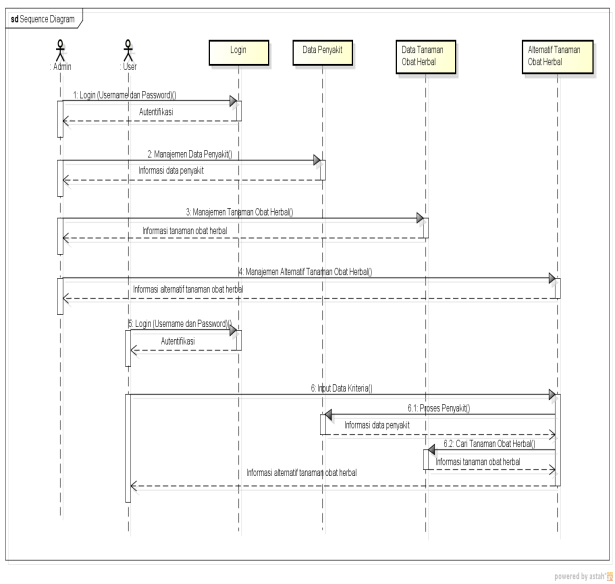 sd Sequence Diagram
: Admin
: User
Login
Data Penyakit
Data Tanaman
Obat Herbal
Alternatif Tanaman
Obat Herbal
1: Login (Username dan Password)()
Autentifikasi
2: Manajemen Data Penyakit()
Informasi data penyakit
3: Manajemen Tanaman Obat Herbal()
Informasi tanaman obat herbal
4: Manajemen Alternatif Tanaman Obat Herbal()
Informasi alternatif tanaman obat herbal
5: Login (Username dan Password)()
Autentifikasi
6: Input Data Kriteria()
6.1: Proses Penyakit()
Informasi data penyakit
6.2: Cari Tanaman Obat Herbal()
Informasi tanaman obat herbal
Informasi alternatif tanaman obat herbal
powered by astah*